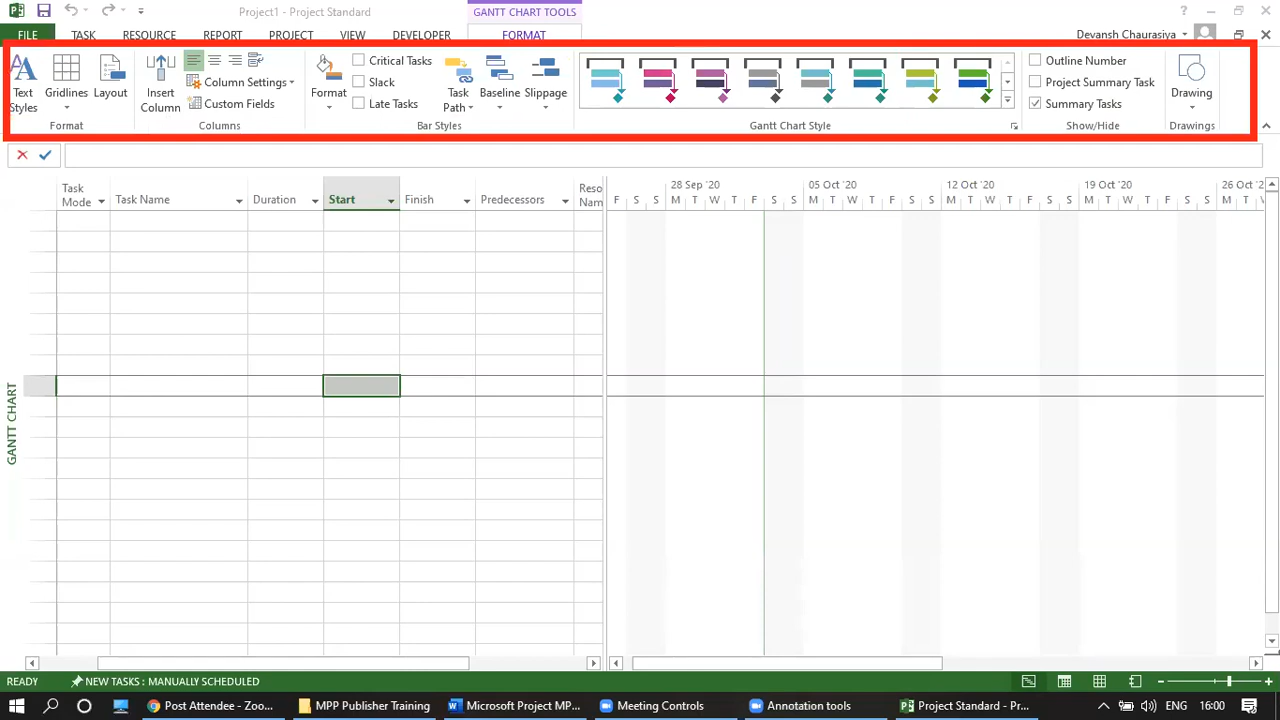 Project1 - Project Standard
GANTT CHART TOOLS
?
FILE
TASK
RESOURCE
REPORT
PROJECT
VIEW
DEVELOPER
FORMAT
Devansh Chaurasiya
Text Styles
Gridlines
Layout
Format
Insert Column
Column Settings
Custom Fields
Columns
Format
Critical Tasks
Slack
Late Tasks
Task Path
Baseline
Slippage
Bar Styles
Gantt Chart Style
Outline Number
Project Summary Task
Summary Tasks
Show/Hide
Drawing
Drawings
Task Mode
Task Name
Duration
Start
Finish
Predecessors
Reso
Nam
28 Sep '20
05 Oct '20
12 Oct '20
19 Oct '20
26 Oct '2
F S S M T W T F S S M T W T F S S M T W T F S S M T W T F S S M T
GANTT CHART
READY
NEW TASKS : MANUALLY SCHEDULED
Post Attendee - Zoo...
MPP Publisher Training
Microsoft Project MP...
Meeting Controls
Annotation tools
Project Standard - Pr...
ENG
16:00